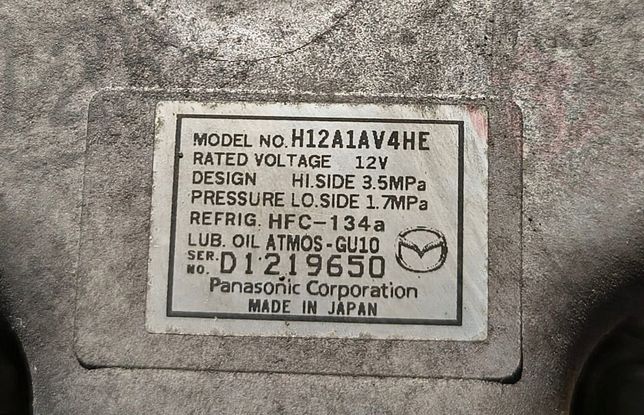 MODEL NO. H12A1AV4HE
RATED VOLTAGE 12V
DESIGN HI.SIDE 3.5MPa
PRESSURE LO.SIDE 1.7MPa
REFRIG. HFC-134a
LUB. OIL ATMOS-GU10
SER. NO. D1219650
Panasonic Corporation
MADE IN JAPAN